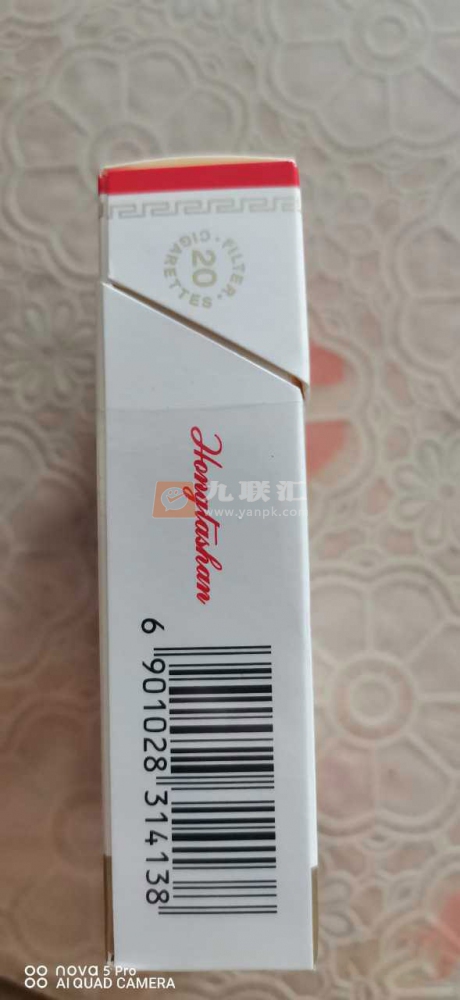 FILTER · CIGARETTES ·
20
Hongtashan
九联汇
www.yanpk.com
6 901028 314138
nova 5 Pro
AI QUAD CAMERA